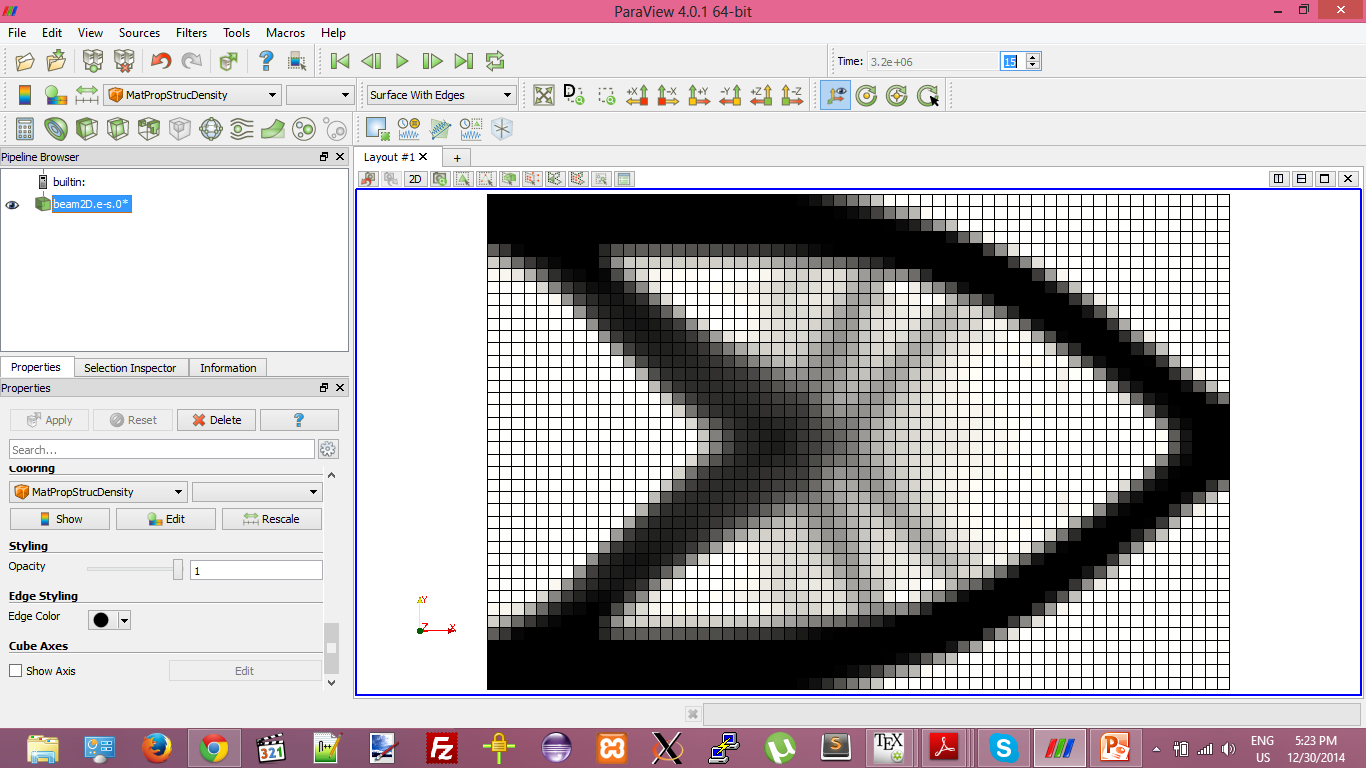 ParaView 4.0.1 64-bit
File Edit View Sources Filters Tools Macros Help
Time: 3.2e+06 15
MatPropStrucDensity Surface With Edges D +X -X +Y -Y +Z -Z
Pipeline Browser
Layout #1 +
2D
builtin:
beam2D.e-s.0*
Properties Selection Inspector Information
Properties
Apply Reset Delete ?
Search...
Coloring
MatPropStrucDensity
Show Edit Rescale
Styling
Opacity 1
Edge Styling
Edge Color
Cube Axes
Show Axis Edit
Y
Z X
321 N++ Fz X S TEX S P
ENG 5:23 PM
US 12/30/2014